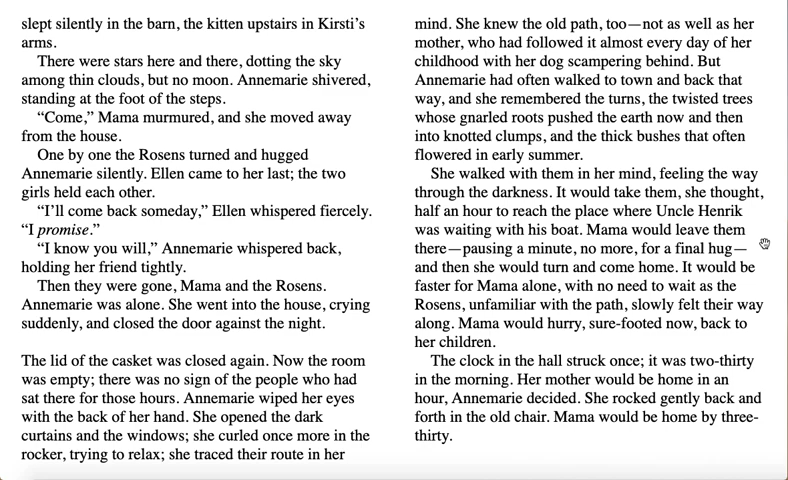 slept silently in the barn, the kitten upstairs in Kirsti’s
arms.
There were stars here and there, dotting the sky
among thin clouds, but no moon. Annemarie shivered,
standing at the foot of the steps.
“Come,” Mama murmured, and she moved away
from the house.
One by one the Rosens turned and hugged
Annemarie silently. Ellen came to her last; the two
girls held each other.
“I’ll come back someday,” Ellen whispered fiercely.
“I promise.”
“I know you will,” Annemarie whispered back,
holding her friend tightly.
Then they were gone, Mama and the Rosens.
Annemarie was alone. She went into the house, crying
suddenly, and closed the door against the night.
The lid of the casket was closed again. Now the room
was empty; there was no sign of the people who had
sat there for those hours. Annemarie wiped her eyes
with the back of her hand. She opened the dark
curtains and the windows; she curled once more in the
rocker, trying to relax; she traced their route in her
mind. She knew the old path, too—not as well as her
mother, who had followed it almost every day of her
childhood with her dog scampering behind. But
Annemarie had often walked to town and back that
way, and she remembered the turns, the twisted trees
whose gnarled roots pushed the earth now and then
into knotted clumps, and the thick bushes that often
flowered in early summer.
She walked with them in her mind, feeling the way
through the darkness. It would take them, she thought,
half an hour to reach the place where Uncle Henrik
was waiting with his boat. Mama would leave them
there—pausing a minute, no more, for a final hug—
and then she would turn and come home. It would be
faster for Mama alone, with no need to wait as the
Rosens, unfamiliar with the path, slowly felt their way
along. Mama would hurry, sure-footed now, back to
her children.
The clock in the hall struck once; it was two-thirty
in the morning. Her mother would be home in an
hour, Annemarie decided. She rocked gently back and
forth in the old chair. Mama would be home by three-
thirty.